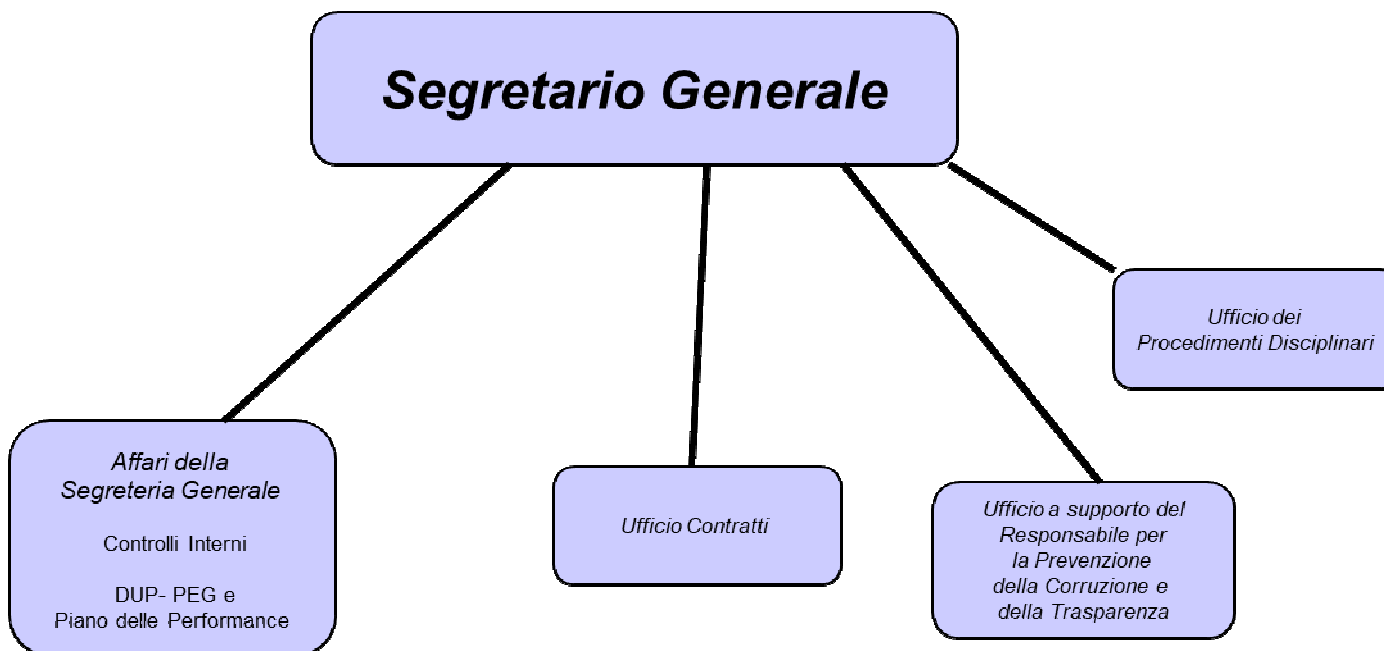 Segretario Generale
Ufficio dei
Procedimenti Disciplinari
Affari della
Segreteria Generale
Controlli Interni
DUP- PEG e
Piano delle Performance
Ufficio Contratti
Ufficio a supporto del
Responsabile per
la Prevenzione
della Corruzione e
della Trasparenza